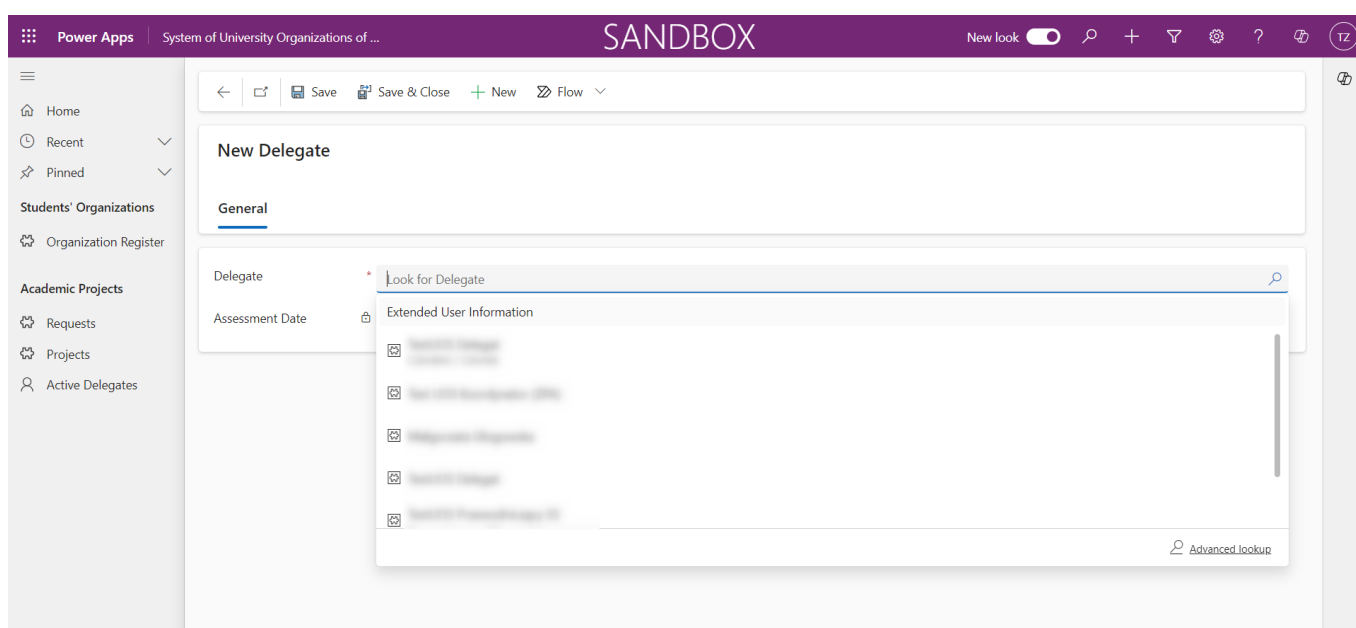 Power Apps
System of University Organizations of ...
SANDBOX
New look
TZ
Home
Recent
Pinned
Students' Organizations
Organization Register
Academic Projects
Requests
Projects
Active Delegates
Save
Save & Close
New
Flow
New Delegate
General
Delegate *
Look for Delegate
Assessment Date
Extended User Information
Advanced lookup